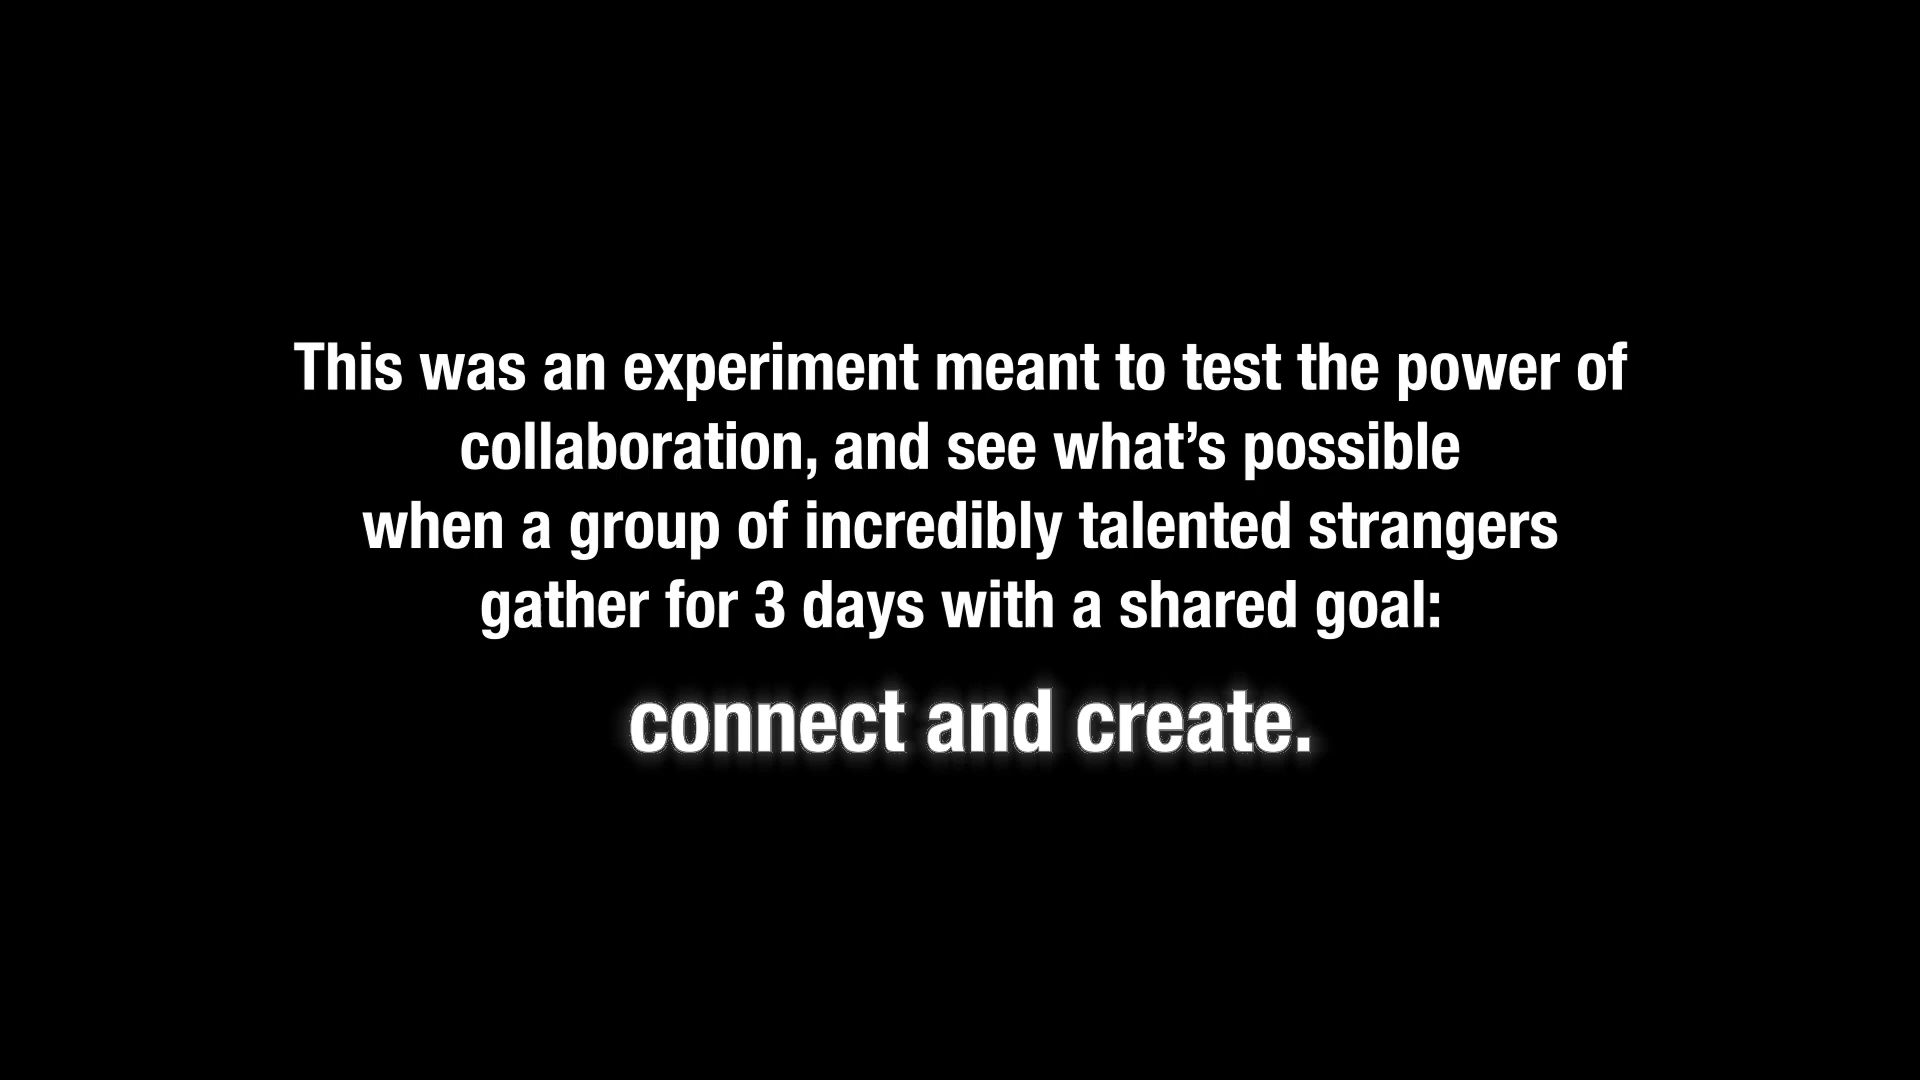 This was an experiment meant to test the power of
collaboration, and see what’s possible
when a group of incredibly talented strangers
gather for 3 days with a shared goal:
connect and create.